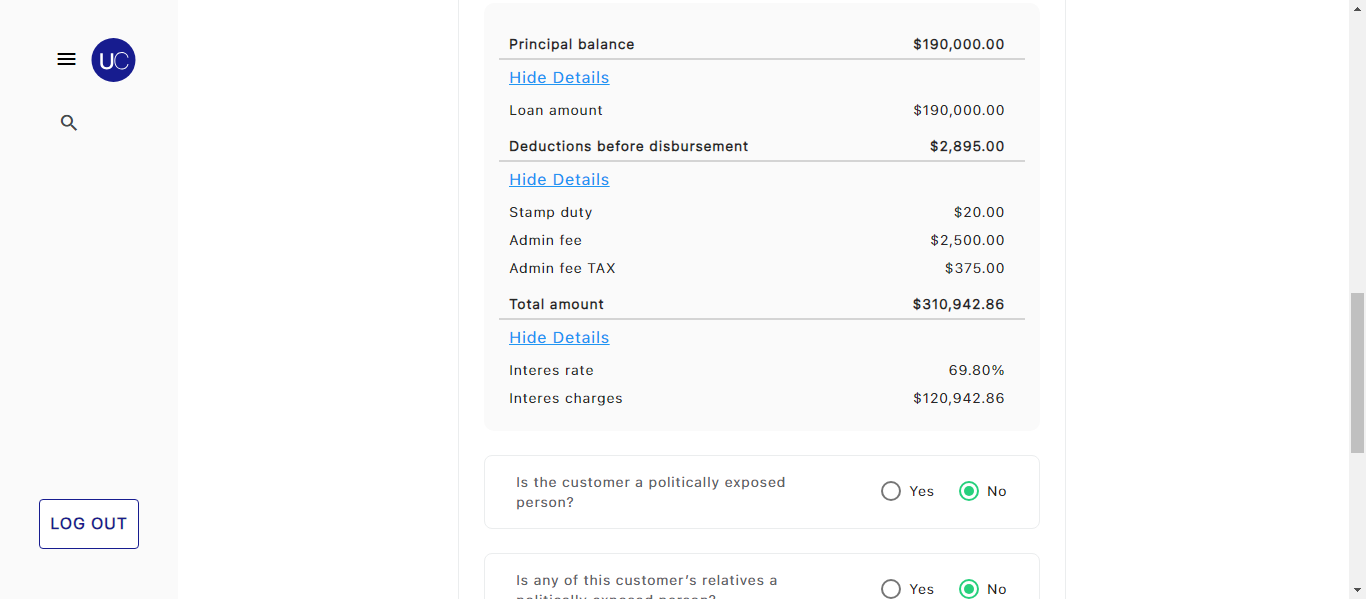 UC
Principal balance $190,000.00
Hide Details
Loan amount $190,000.00
Deductions before disbursement $2,895.00
Hide Details
Stamp duty $20.00
Admin fee $2,500.00
Admin fee TAX $375.00
Total amount $310,942.86
Hide Details
Interes rate 69.80%
Interes charges $120,942.86
Is the customer a politically exposed
person?
Yes No
LOG OUT
Is any of this customer's relatives a
politically exposed person?
Yes No